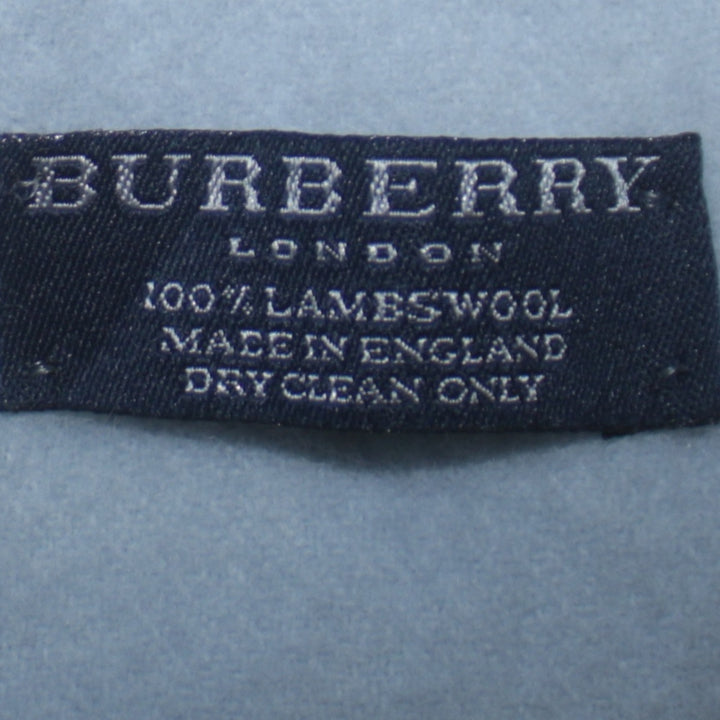 BURBERRY
LONDON
100% LAMBSWOOL
MADE IN ENGLAND
DRY CLEAN ONLY